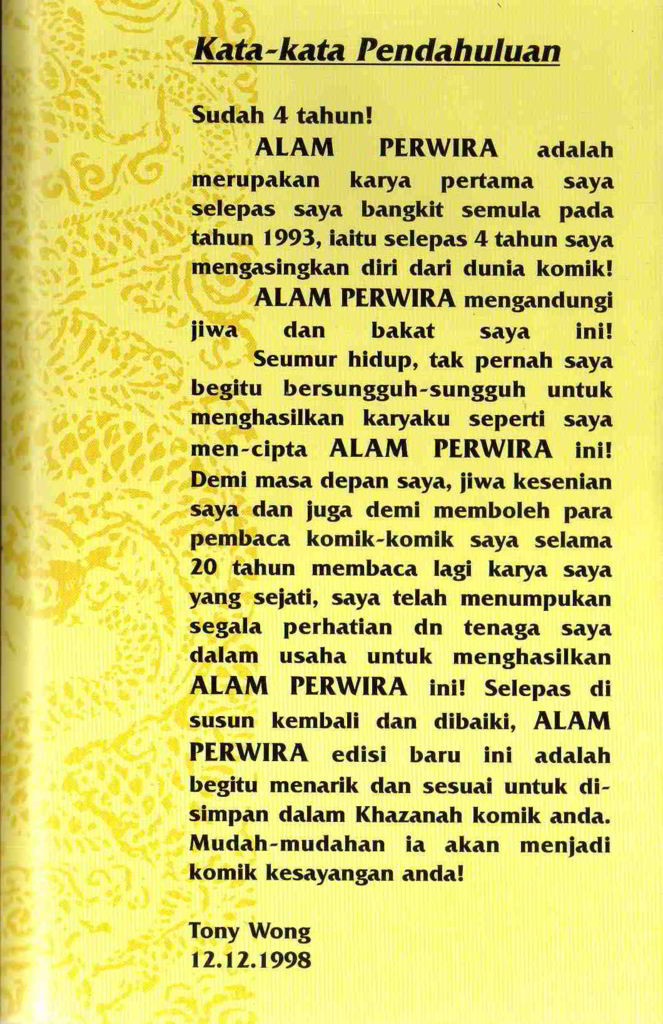 Kata-kata Pendahuluan
Sudah 4 tahun!
ALAM PERWIRA adalah
merupakan karya pertama saya
selepas saya bangkit semula pada
tahun 1993, iaitu selepas 4 tahun saya
mengasingkan diri dari dunia komik!
ALAM PERWIRA mengandungi
jiwa dan bakat saya ini!
Seumur hidup, tak pernah saya
begitu bersungguh-sungguh untuk
menghasilkan karyaku seperti saya
men-cipta ALAM PERWIRA ini!
Demi masa depan saya, jiwa kesenian
saya dan juga demi memboleh para
pembaca komik-komik saya selama
20 tahun membaca lagi karya saya
yang sejati, saya telah menumpukan
segala perhatian dn tenaga saya
dalam usaha untuk menghasilkan
ALAM PERWIRA ini! Selepas di
susun kembali dan dibaiki, ALAM
PERWIRA edisi baru ini adalah
begitu menarik dan sesuai untuk di-
simpan dalam Khazanah komik anda.
Mudah-mudahan ia akan menjadi
komik kesayangan anda!
Tony Wong
12.12.1998